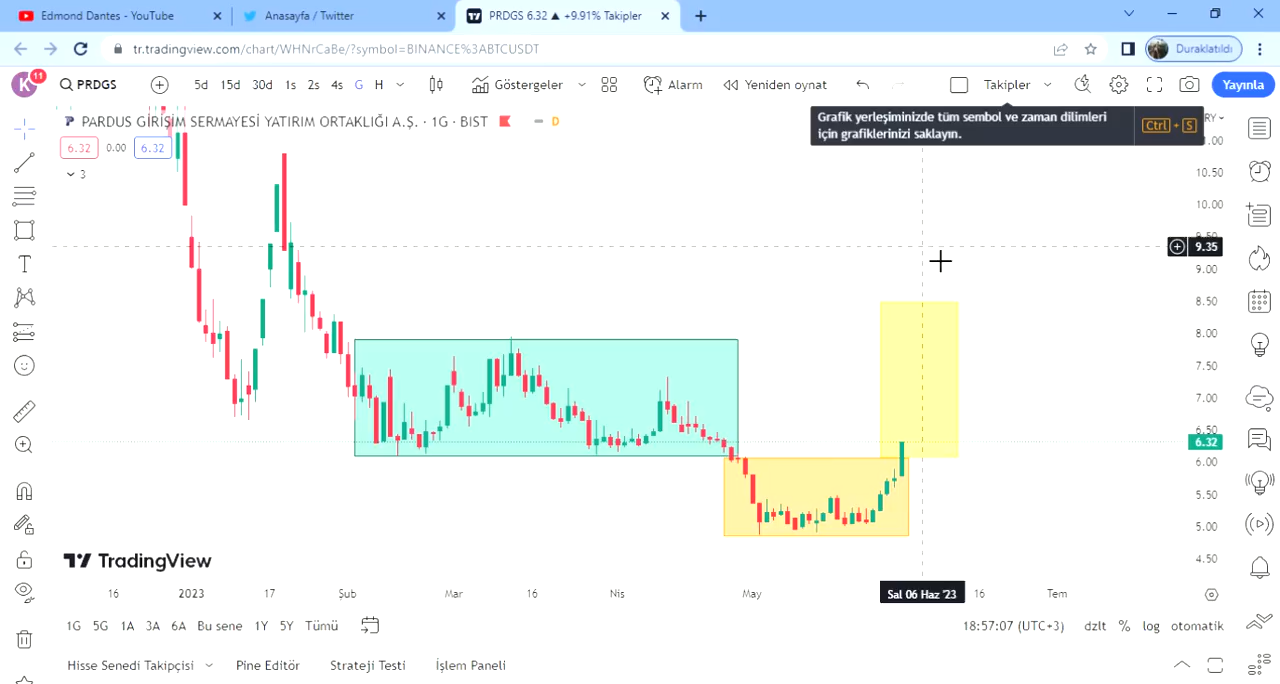 Edmond Dantes - YouTube
Anasayfa / Twitter
PRDGS 6.32 ▲ +9.91% Takipler
tr.tradingview.com/chart/WHNrCaBe/?symbol=BINANCE%3ABTCUSDT
Duraklatıldı
K 11
PRDGS
5d 15d 30d 1s 2s 4s G H
Göstergeler
Alarm
Yeniden oynat
Takipler
Yayınla
PARDUS GİRİŞİM SERMAYESİ YATIRIM ORTAKLIĞI A.Ş. · 1G · BIST
D
Grafik yerleşiminizde tüm sembol ve zaman dilimleri
için grafiklerinizi saklayın.
Ctrl + S
RY
6.32 0.00 6.32
3
11.00
10.50
10.00
9.50
9.35
9.00
8.50
8.00
7.50
7.00
6.50
6.32
6.00
5.50
5.00
4.50
TradingView
16 2023 17 Şub Mar 16 Nis May Sal 06 Haz '23 16 Tem
1G 5G 1A 3A 6A Bu sene 1Y 5Y Tümü
18:57:07 (UTC+3) dzlt % log otomatik
Hisse Senedi Takipçisi Pine Editör Strateji Testi İşlem Paneli